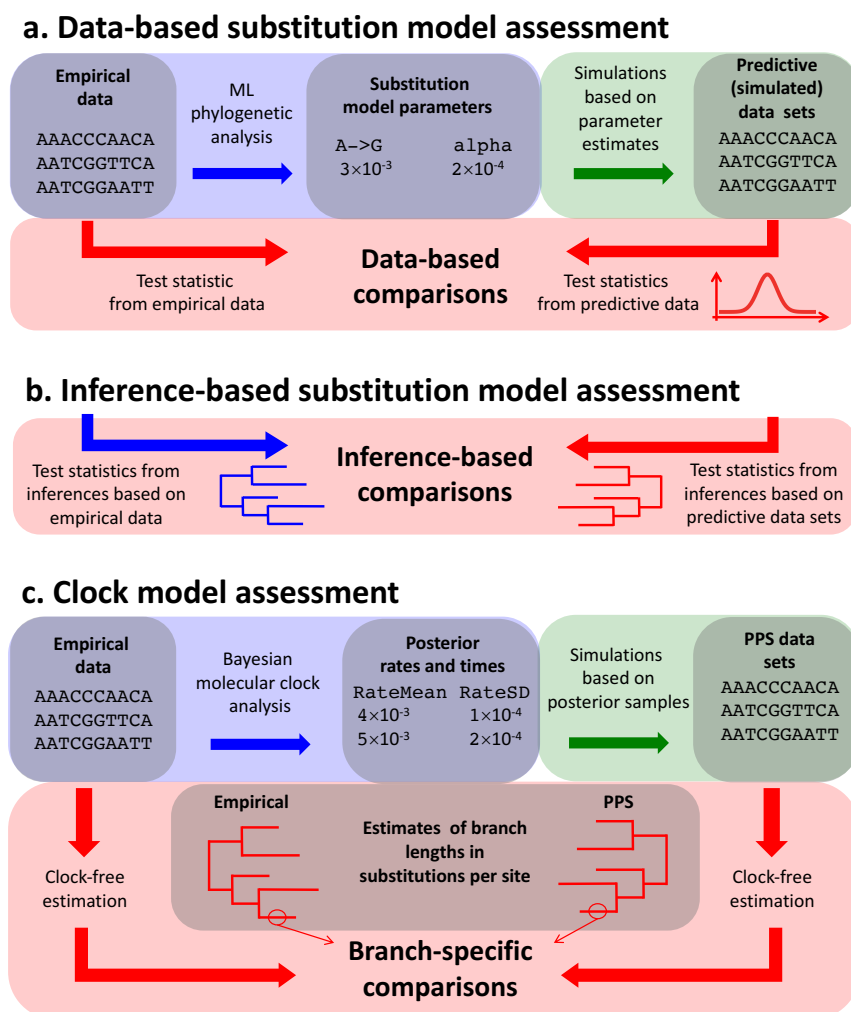 a. Data-based substitution model assessment
Empirical
data
AAACCCAACA
AATCGGTTCA
AATCGGAATT
ML
phylogenetic
analysis
Substitution
model parameters
A->G alpha
3×10-3 2×10-4
Simulations
based on
parameter
estimates
Predictive
(simulated)
data sets
AAACCCAACA
AATCGGTTCA
AATCGGAATT
Test statistic
from empirical data
Data-based
comparisons
Test statistics
from predictive data
b. Inference-based substitution model assessment
Test statistics from
inferences based on
empirical data
Inference-based
comparisons
Test statistics from
inferences based on
predictive data sets
c. Clock model assessment
Empirical
data
AAACCCAACA
AATCGGTTCA
AATCGGAATT
Bayesian
molecular clock
analysis
Posterior
rates and times
RateMean RateSD
4×10-3 1×10-4
5×10-3 2×10-4
Simulations
based on
posterior samples
PPS data
sets
AAACCCAACA
AATCGGTTCA
AATCGGAATT
Clock-free
estimation
Empirical
Estimates of branch
lengths in
substitutions per site
PPS
Clock-free
estimation
Branch-specific
comparisons